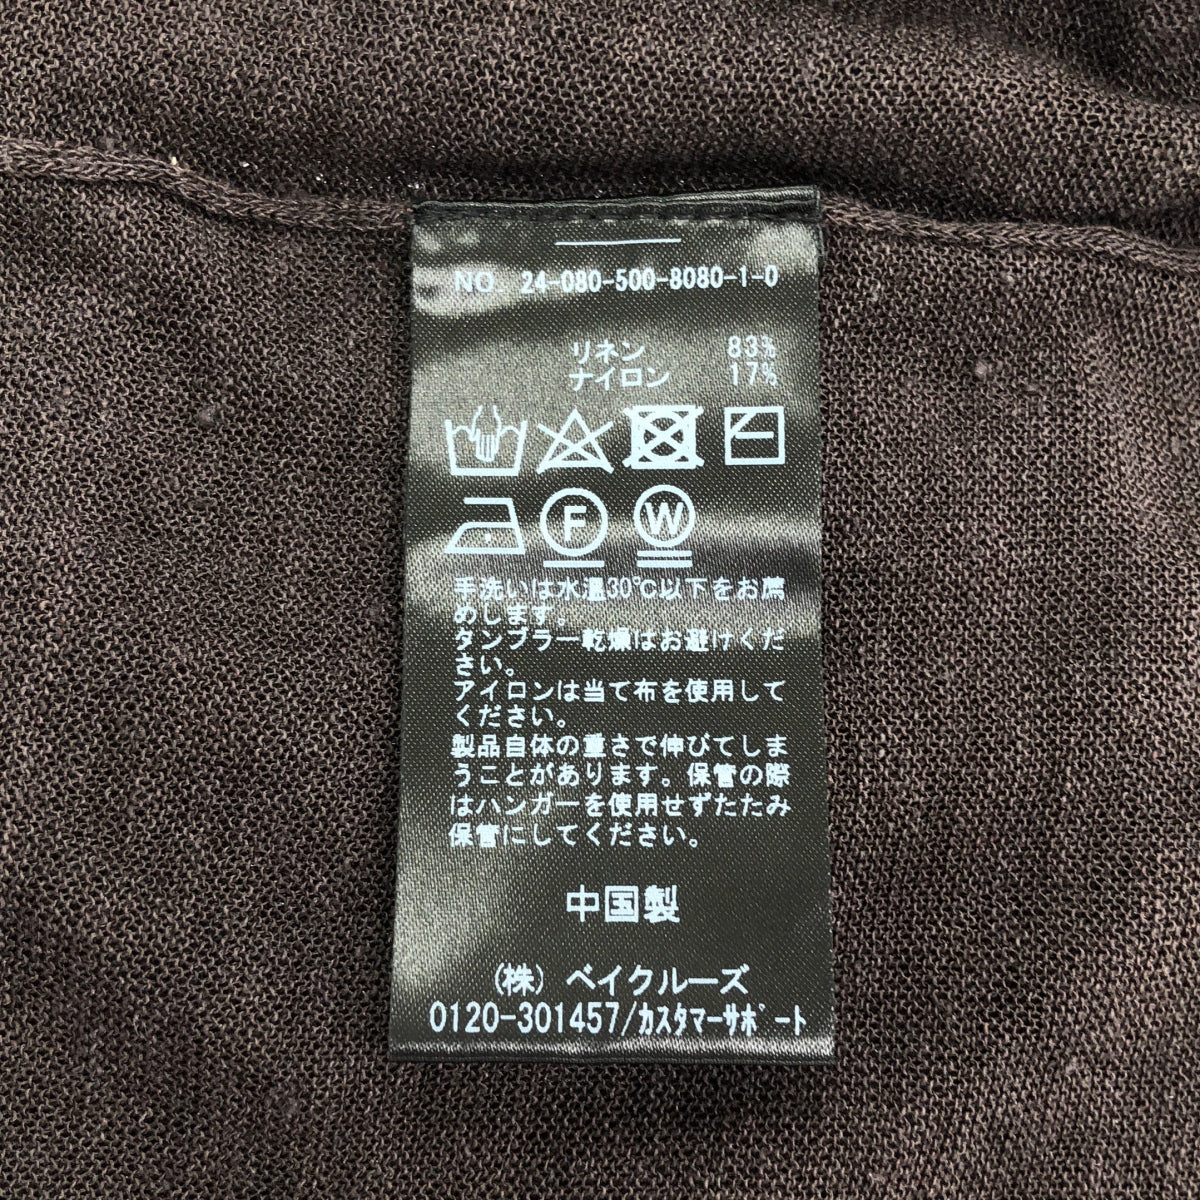 NO. 24-080-500-8080-1-0
リネン 83%
ナイロン 17%
F W
手洗いは水温30℃以下をお薦
めします。
タンブラー乾燥はお避けくだ
さい。
アイロンは当て布を使用して
ください。
製品自体の重さで伸びてしま
うことがあります。保管の際
はハンガーを使用せずたたみ
保管にしてください。
中国製
(株) ベイクルーズ
0120-301457/ｶｽﾀﾏｰｻﾎﾟｰﾄ